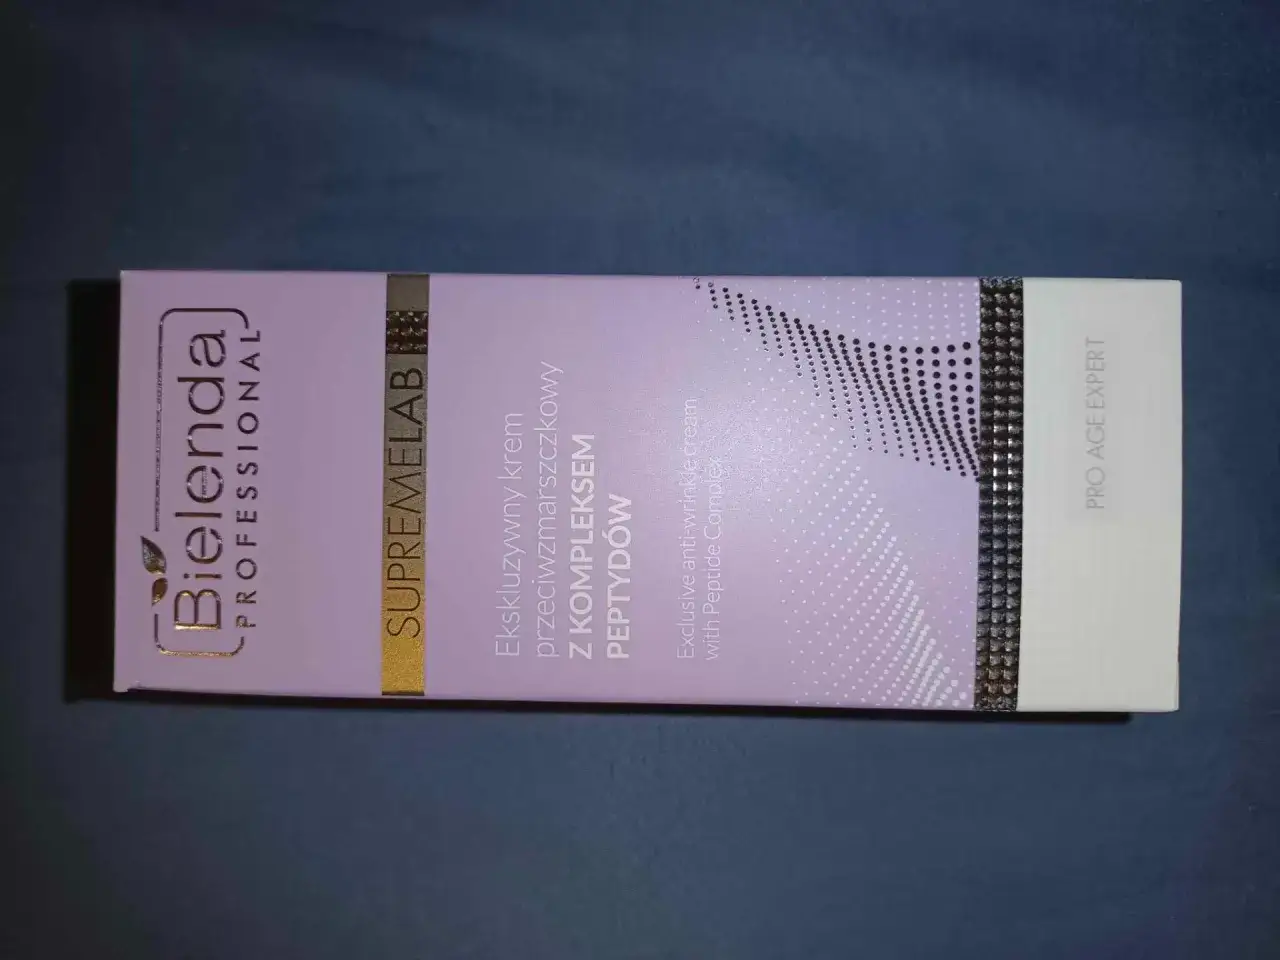 Bielenda
PROFESSIONAL
SUPREMELAB
Ekskluzywny krem
przeciwzmarszczkowy
Z KOMPLEKSEM
PEPTYDÓW
Exclusive anti-wrinkle cream
with Peptide Complex
PRO AGE EXPERT